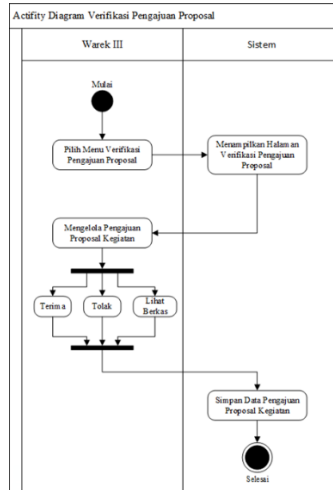 Actifity Diagram Verifikasi Pengajuan Proposal
Warek III
Sistem
Mulai
Pilih Menu Verifikasi
Pengajuan Proposal
Menampilkan Halaman
Verifikasi Pengajuan
Proposal
Mengelola Pengajuan
Proposal Kegiatan
Terima
Tolak
Lihat
Berkas
Simpan Data Pengajuan
Proposal Kegiatan
Selesai